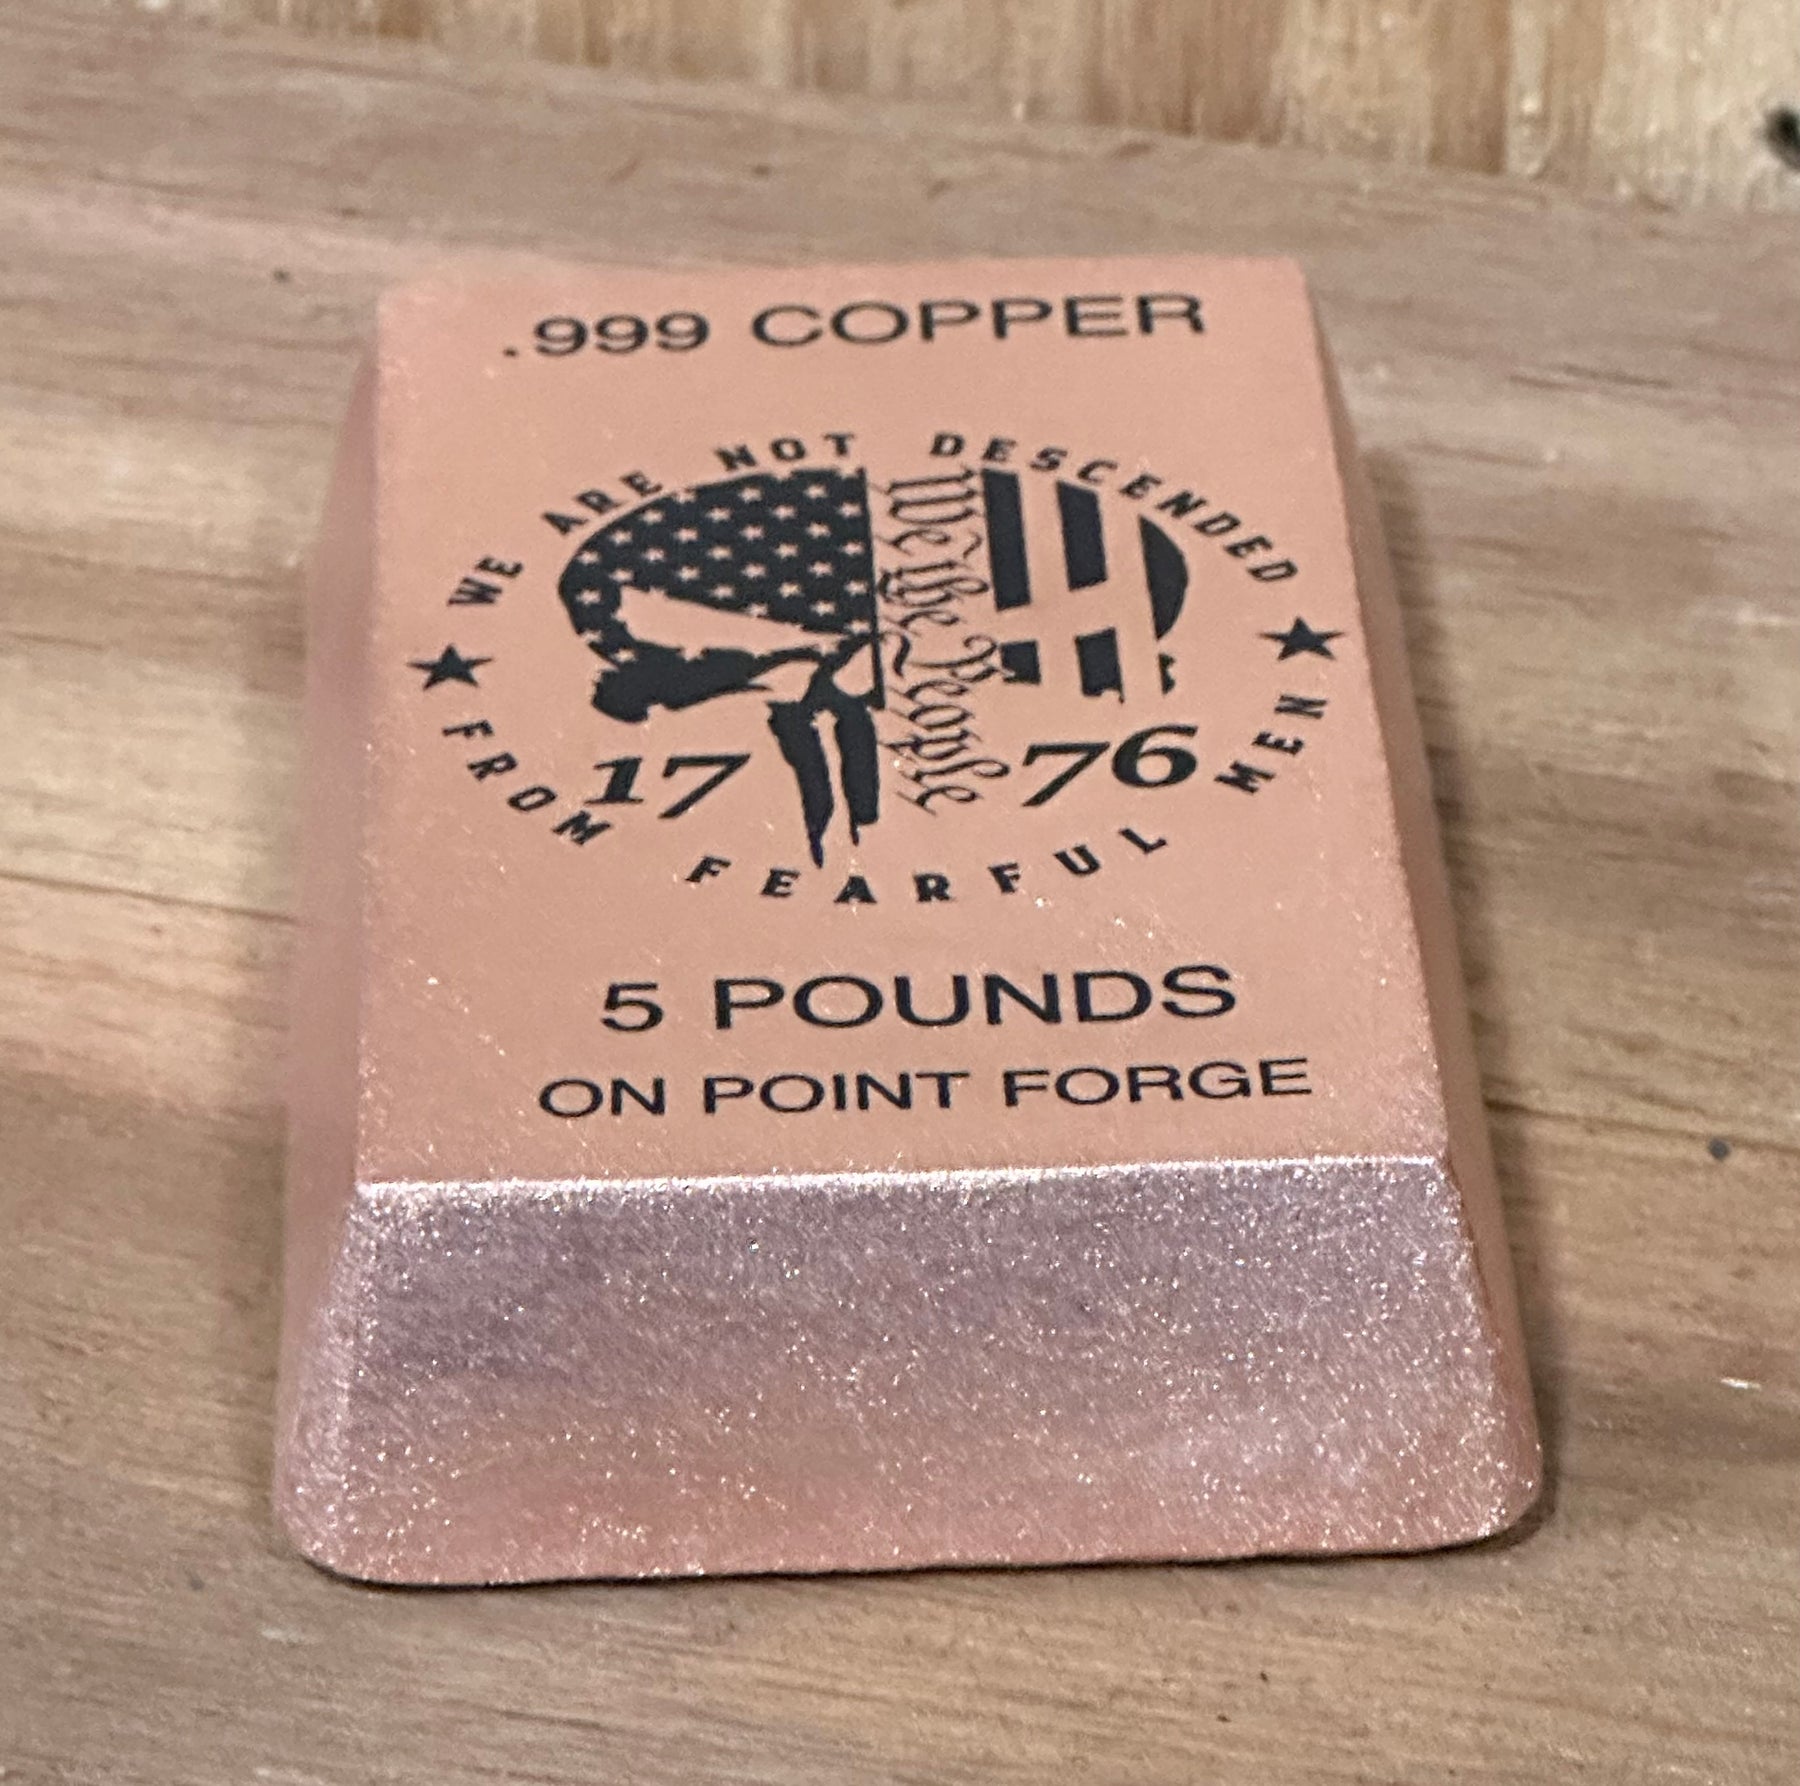 .999 COPPER
WE ARE NOT DESCENDED
We the People
17 76
FROM FEARFUL MEN
5 POUNDS
ON POINT FORGE